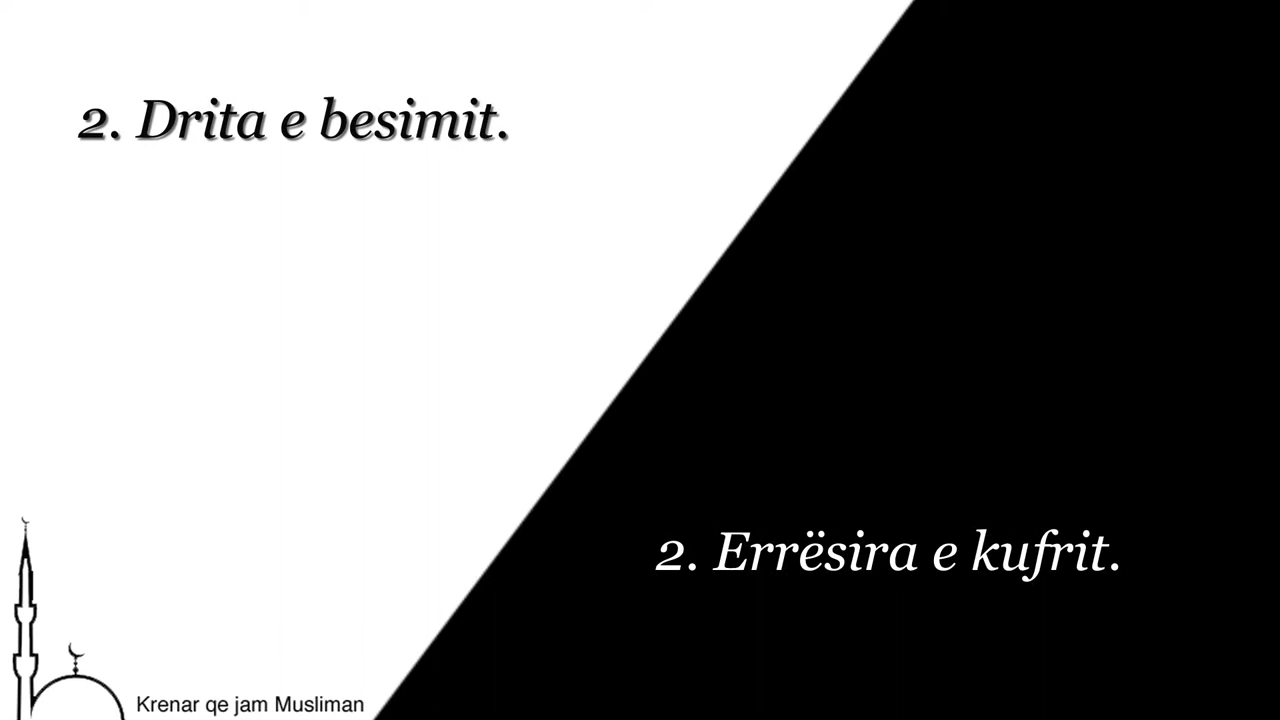 2. Drita e besimit.
2. Errësira e kufrit.
Krenar qe jam Musliman